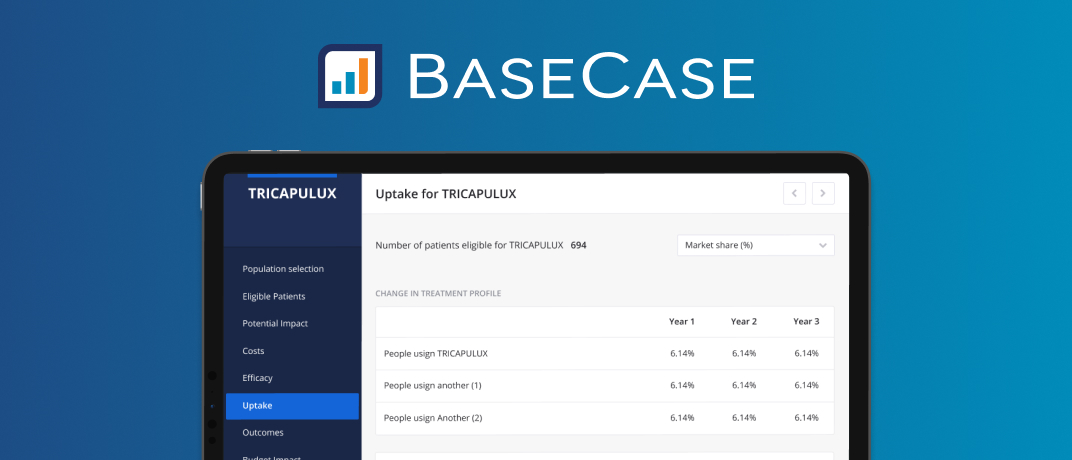 BASECASE
TRICAPULUX
Uptake for TRICAPULUX
Number of patients eligible for TRICAPULUX 694
Market share (%)
Population selection
Eligible Patients
Potential Impact
Costs
Efficacy
Uptake
Outcomes
Budget Impact
CHANGE IN TREATMENT PROFILE
Year 1 Year 2 Year 3
People usign TRICAPULUX 6.14% 6.14% 6.14%
People usign another (1) 6.14% 6.14% 6.14%
People usign Another (2) 6.14% 6.14% 6.14%